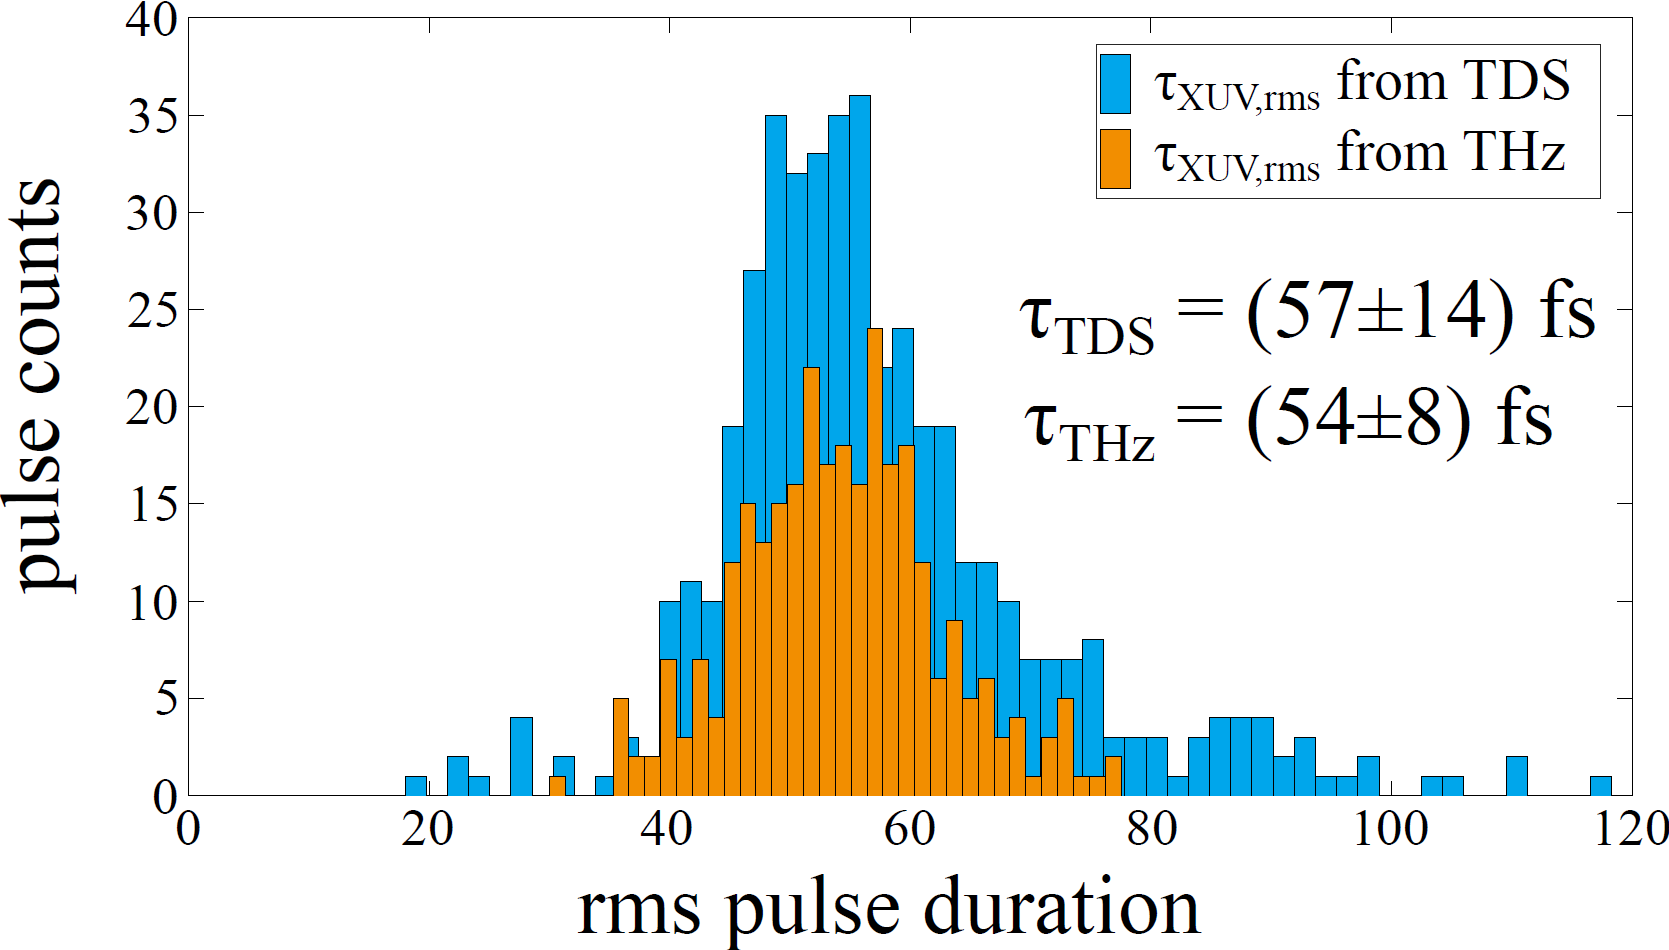 40
35
30
25
20
15
10
5
0
pulse counts
τXUV,rms from TDS
τXUV,rms from THz
τTDS = (57±14) fs
τTHz = (54±8) fs
0 20 40 60 80 100 120
rms pulse duration